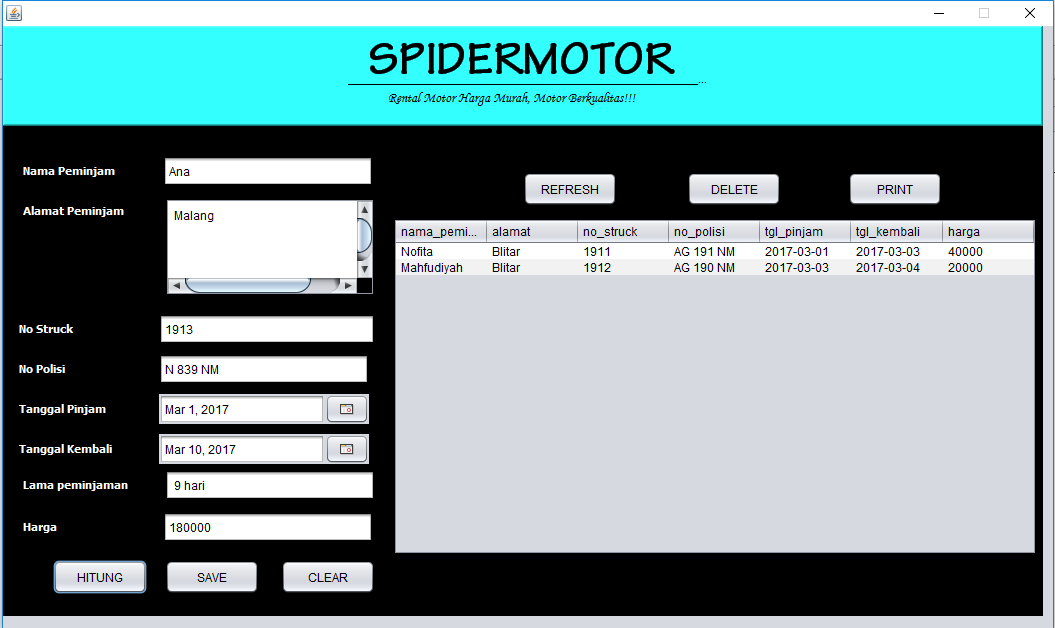 SPIDERMOTOR
...
Rental Motor Harga Murah, Motor Berkualitas!!!
Nama Peminjam Ana
Alamat Peminjam Malang
No Struck 1913
No Polisi N 839 NM
Tanggal Pinjam Mar 1, 2017
Tanggal Kembali Mar 10, 2017
Lama peminjaman 9 hari
Harga 180000
HITUNG SAVE CLEAR
REFRESH DELETE PRINT
nama_pemi... alamat no_struck no_polisi tgl_pinjam tgl_kembali harga
Nofita Blitar 1911 AG 191 NM 2017-03-01 2017-03-03 40000
Mahfudiyah Blitar 1912 AG 190 NM 2017-03-03 2017-03-04 20000